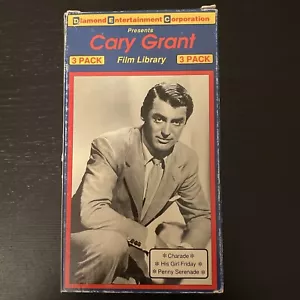 Diamond Entertainment Corporation
Presents
Cary Grant
3 PACK Film Library 3 PACK
* Charade *
* His Girl Friday *
* Penny Serenade *